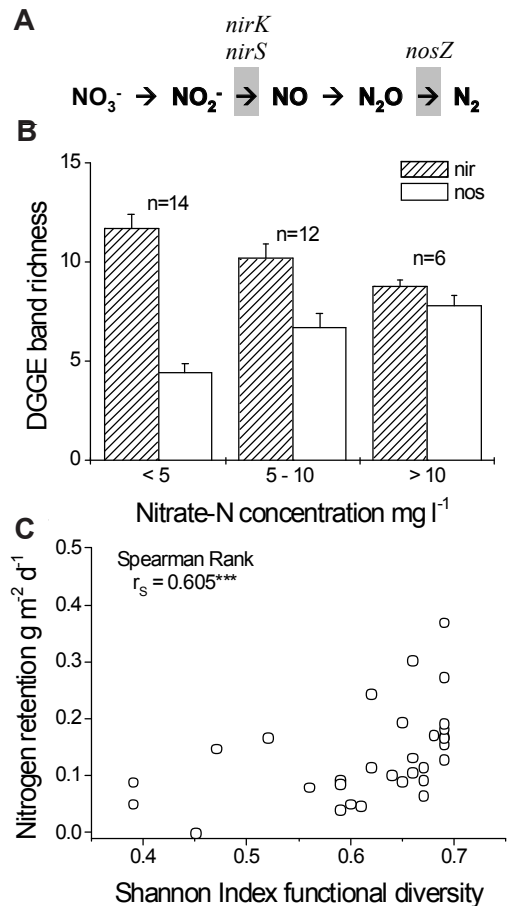 A
nirK
nirS
nosZ
NO₃⁻ → NO₂⁻ → NO → N₂O → N₂
B
15
10
5
0
DGGE band richness
nir
nos
n=14
n=12
n=6
< 5
5 - 10
> 10
Nitrate-N concentration mg l⁻¹
C
0.5
0.4
0.3
0.2
0.1
0.0
Nitrogen retention g m⁻² d⁻¹
Spearman Rank
rₛ = 0.605***
0.4
0.5
0.6
0.7
Shannon Index functional diversity